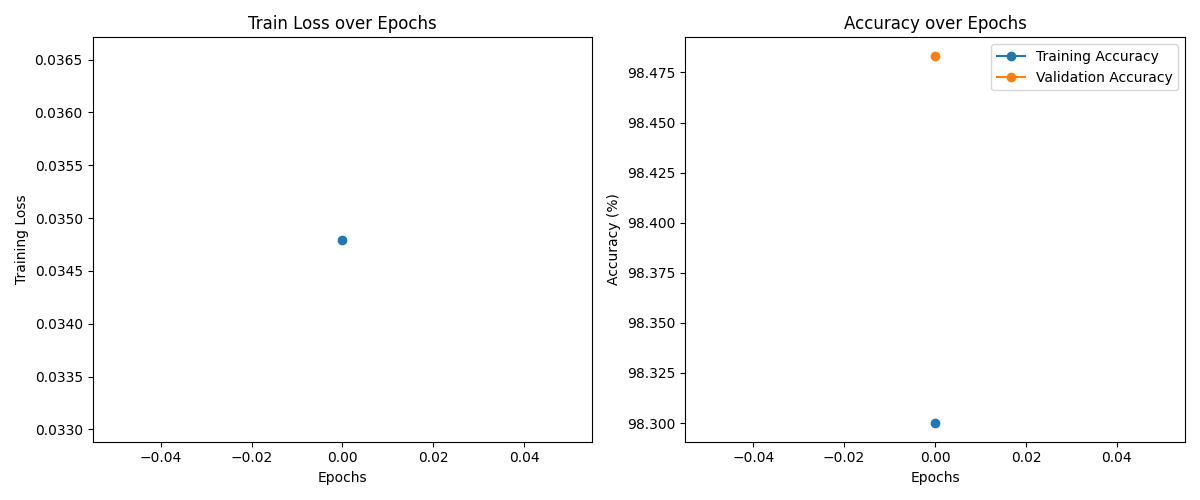 Train Loss over Epochs
0.0365
0.0360
0.0355
0.0350
0.0345
0.0340
0.0335
0.0330
Training Loss
−0.04 −0.02 0.00 0.02 0.04
Epochs
Accuracy over Epochs
Training Accuracy
Validation Accuracy
98.475
98.450
98.425
98.400
98.375
98.350
98.325
98.300
Accuracy (%)
−0.04 −0.02 0.00 0.02 0.04
Epochs